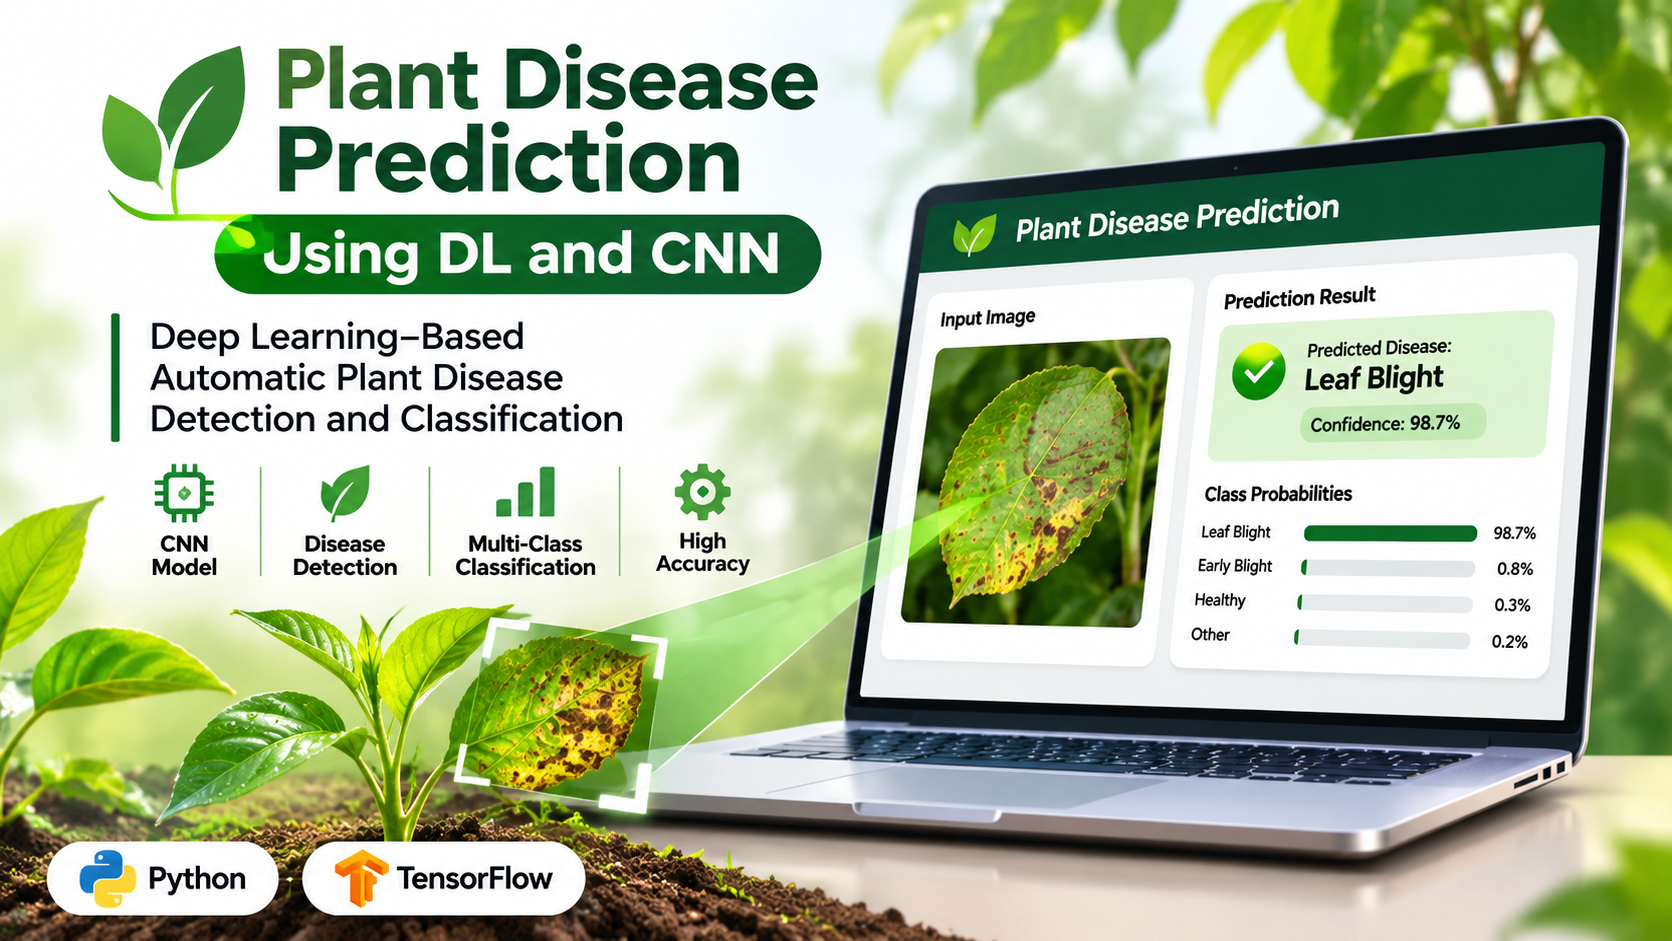 Plant Disease
Prediction
Using DL and CNN
Deep Learning–Based
Automatic Plant Disease
Detection and Classification
CNN
Model
Disease
Detection
Multi-Class
Classification
High
Accuracy
Python
TensorFlow
Plant Disease Prediction
Input Image
Prediction Result
Predicted Disease:
Leaf Blight
Confidence: 98.7%
Class Probabilities
Leaf Blight 98.7%
Early Blight 0.8%
Healthy 0.3%
Other 0.2%